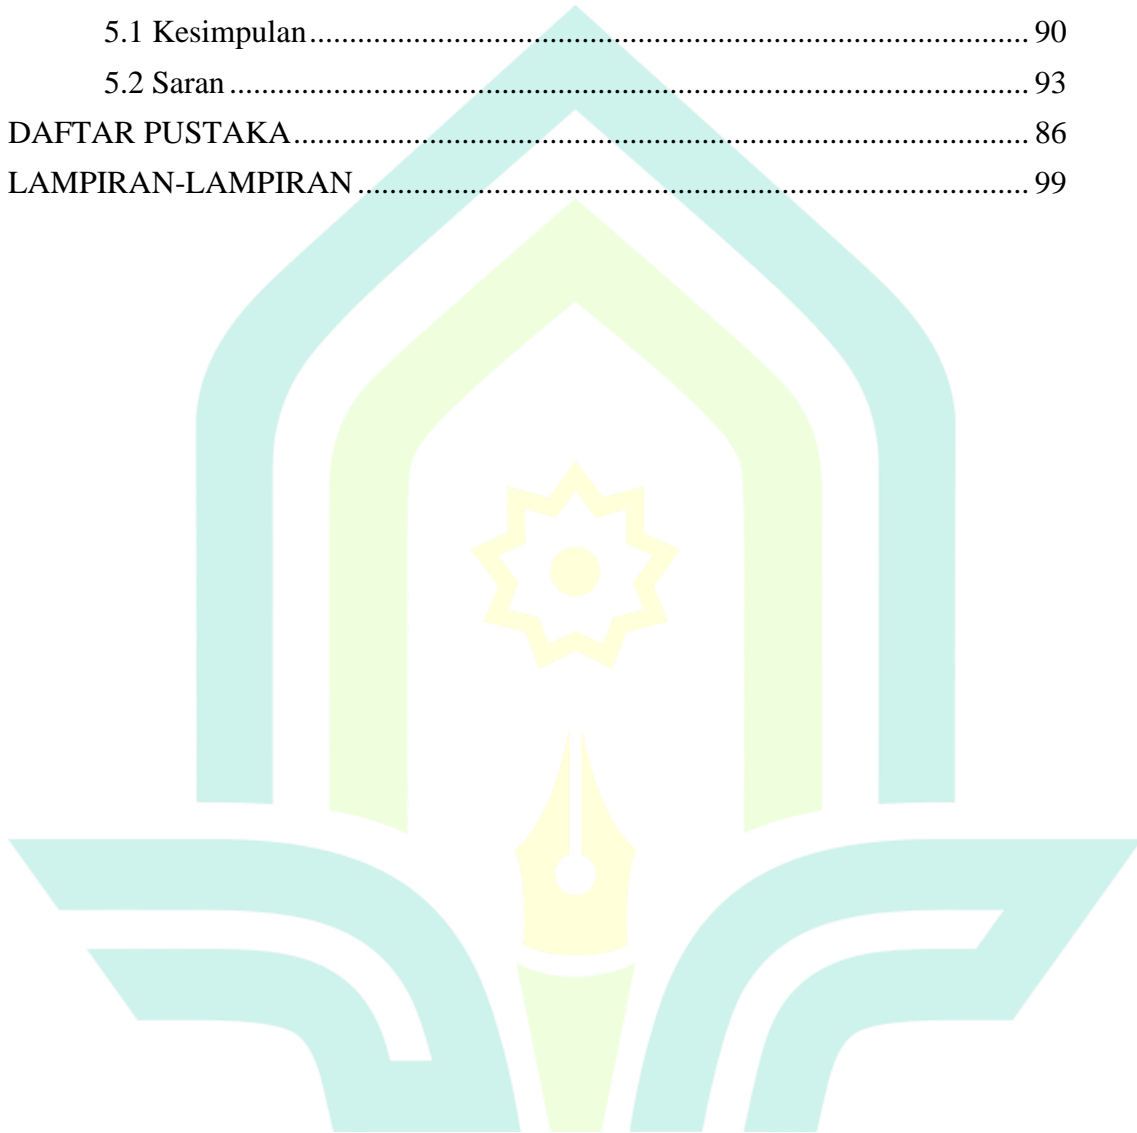 5.1 Kesimpulan.......................................................................................... 90
5.2 Saran .................................................................................................... 93
DAFTAR PUSTAKA............................................................................................ 86
LAMPIRAN-LAMPIRAN .................................................................................... 99